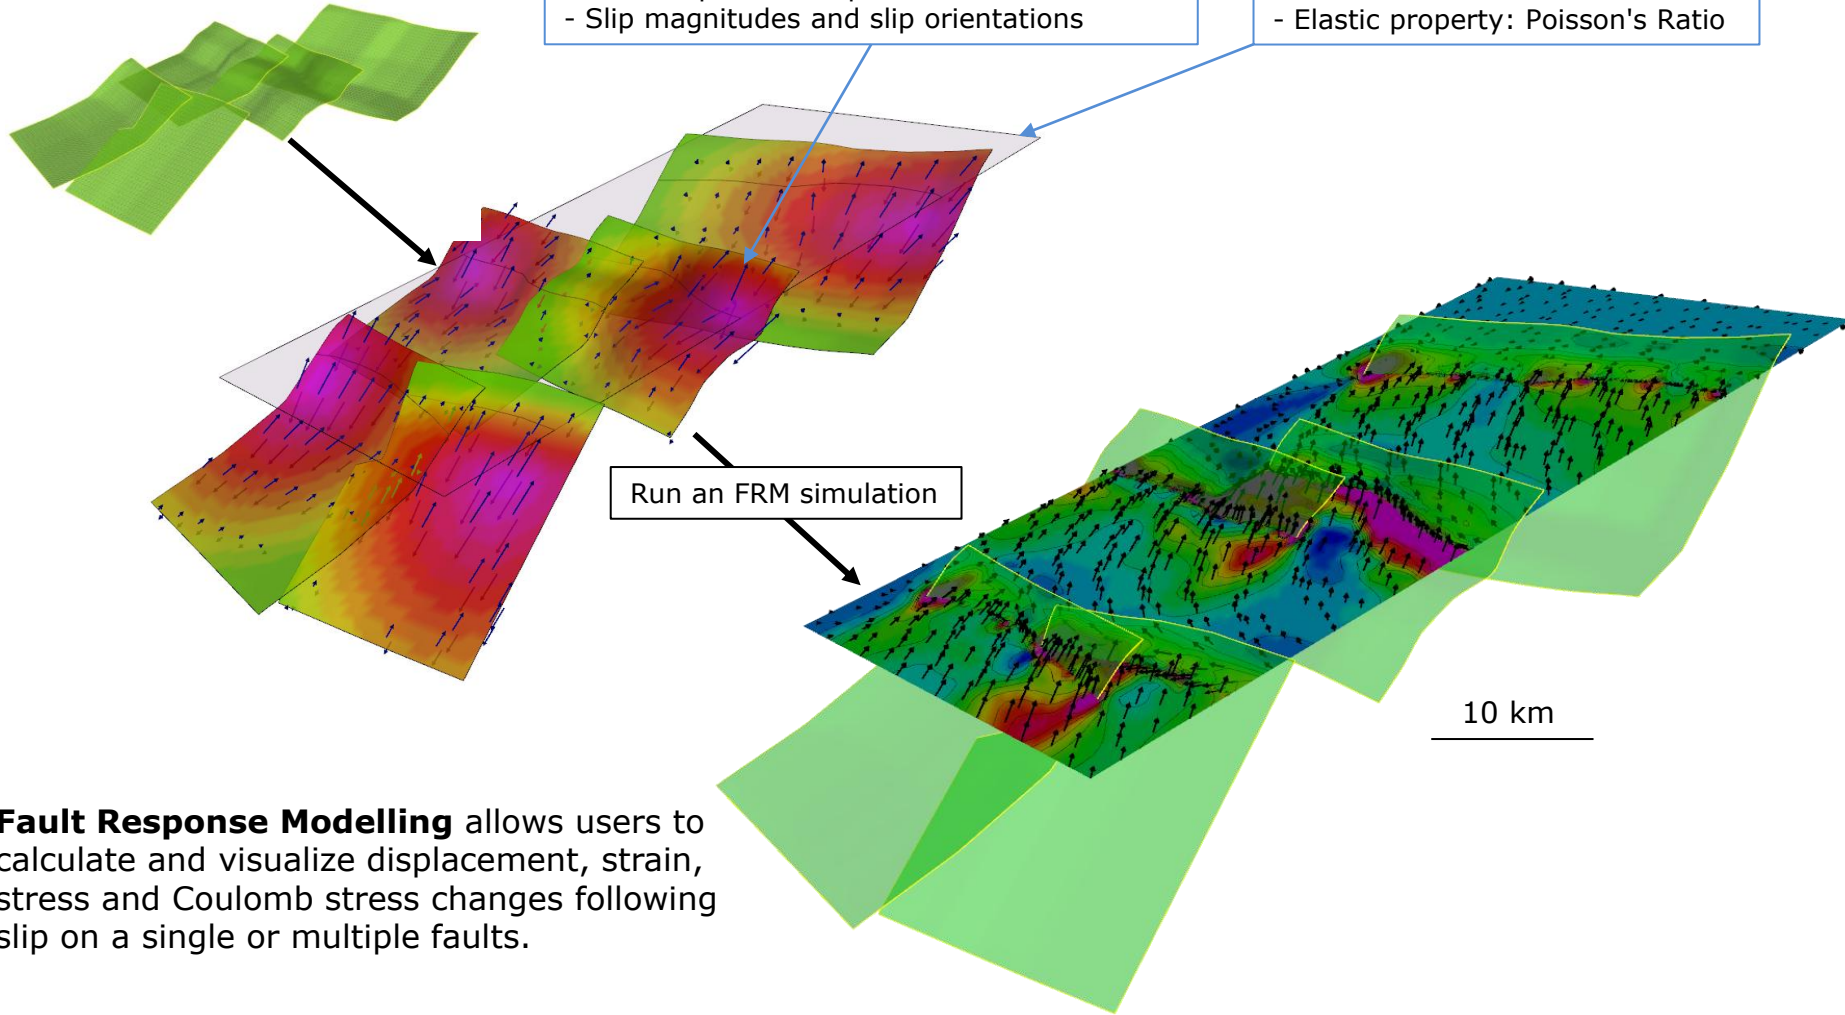 - Slip magnitudes and slip orientations
- Elastic property: Poisson's Ratio
Run an FRM simulation
10 km
Fault Response Modelling allows users to
calculate and visualize displacement, strain,
stress and Coulomb stress changes following
slip on a single or multiple faults.